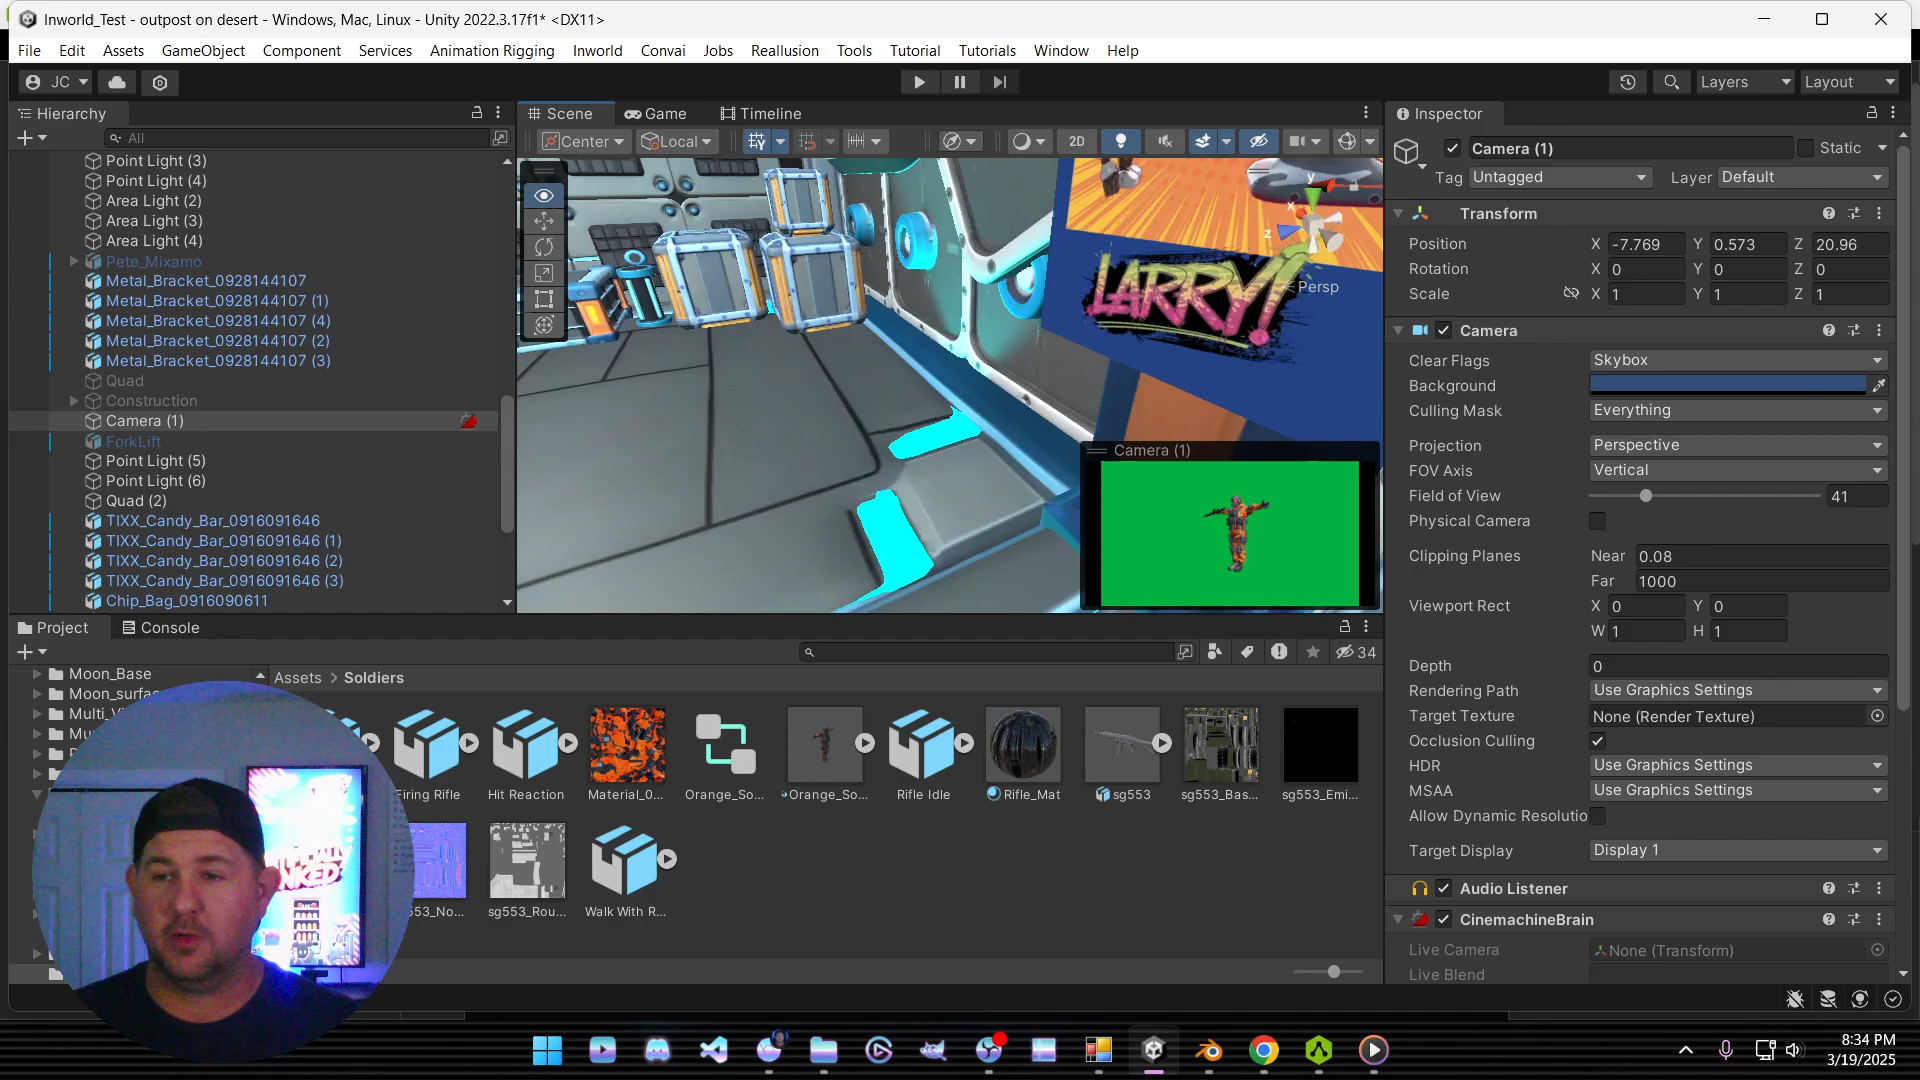 Inworld_Test - outpost on desert - Windows, Mac, Linux - Unity 2022.3.17f1* <DX11>
File Edit Assets GameObject Component Services Animation Rigging Inworld Convai Jobs Reallusion Tools Tutorial Tutorials Window Help
JC
Layers
Layout
Hierarchy
All
Point Light (3)
Point Light (4)
Area Light (2)
Area Light (3)
Area Light (4)
Pete_Mixamo
Metal_Bracket_0928144107
Metal_Bracket_0928144107 (1)
Metal_Bracket_0928144107 (4)
Metal_Bracket_0928144107 (2)
Metal_Bracket_0928144107 (3)
Quad
Construction
Camera (1)
ForkLift
Point Light (5)
Point Light (6)
Quad (2)
TIXX_Candy_Bar_0916091646
TIXX_Candy_Bar_0916091646 (1)
TIXX_Candy_Bar_0916091646 (2)
TIXX_Candy_Bar_0916091646 (3)
Chip_Bag_0916090611
Scene Game Timeline
Center Local 2D
y
x
z
Persp
LARRY!
Camera (1)
Inspector
Camera (1)
Static
Tag Untagged Layer Default
Transform
Position X -7.769 Y 0.573 Z 20.96
Rotation X 0 Y 0 Z 0
Scale X 1 Y 1 Z 1
Camera
Clear Flags Skybox
Background
Culling Mask Everything
Projection Perspective
FOV Axis Vertical
Field of View 41
Physical Camera
Clipping Planes Near 0.08
Far 1000
Viewport Rect X 0 Y 0
W 1 H 1
Depth 0
Rendering Path Use Graphics Settings
Target Texture None (Render Texture)
Occlusion Culling
HDR Use Graphics Settings
MSAA Use Graphics Settings
Allow Dynamic Resolutio
Target Display Display 1
Audio Listener
CinemachineBrain
Live Camera None (Transform)
Live Blend
Project Console
34
Moon_Base
Moon_surfa
Multi_Vi
Mu
Assets > Soldiers
Firing Rifle
Hit Reaction
Material_0...
Orange_So...
Orange_So...
Rifle Idle
Rifle_Mat
sg553
sg553_Bas...
sg553_Emi...
553_No...
sg553_Rou...
Walk With R...
8:34 PM
3/19/2025